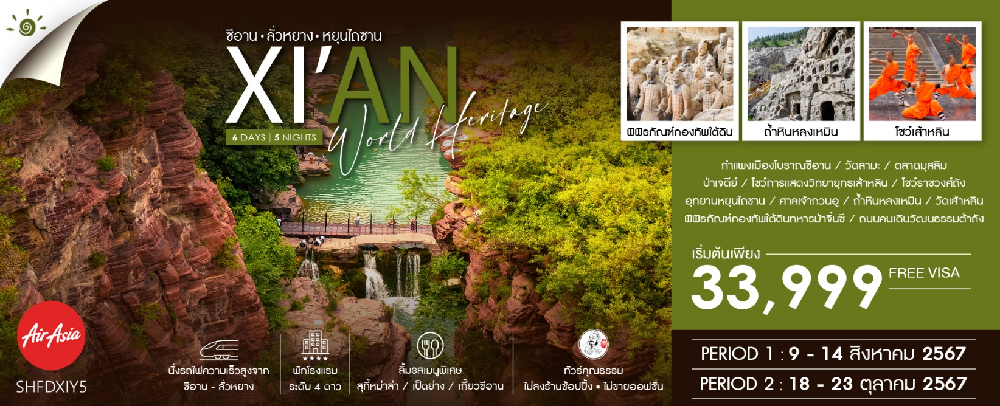 ซีอาน • ลั่วหยาง • หยุนไถซาน
XI'AN
World Heritage
6 DAYS | 5 NIGHTS
พิพิธภัณฑ์กองทัพใต้ดิน
ถ้ำหินหลงเหมิน
โชว์เส้าหลิน
กำแพงเมืองโบราณซีอาน / วัดลามะ / ตลาดมุสลิม
ป่าเจดีย์ / โชว์การแสดงวิทยายุทธเส้าหลิน / โชว์ราชวงศ์ถัง
อุทยานหยุนไถซาน / ศาลเจ้ากวนอู / ถ้ำหินหลงเหมิน / วัดเส้าหลิน
พิพิธภัณฑ์กองทัพใต้ดินทหารม้าจิ๋นซี / ถนนคนเดินวัฒนธรรมต้าถัง
เริ่มต้นเพียง
33,999 FREE VISA
PERIOD 1 : 9 - 14 สิงหาคม 2567
PERIOD 2 : 18 - 23 ตุลาคม 2567
AirAsia
SHFDXIY5
นั่งรถไฟความเร็วสูงจาก
ซีอาน - ลั่วหยาง
พักโรงแรม
ระดับ 4 ดาว
ลิ้มรสเมนูพิเศษ
สุกี้หม่าล่า / เป็ดย่าง / เกี๊ยวซีอาน
ทัวร์คุณธรรม
ไม่ลงร้านช้อปปิ้ง • ไม่ขายออฟชั่น